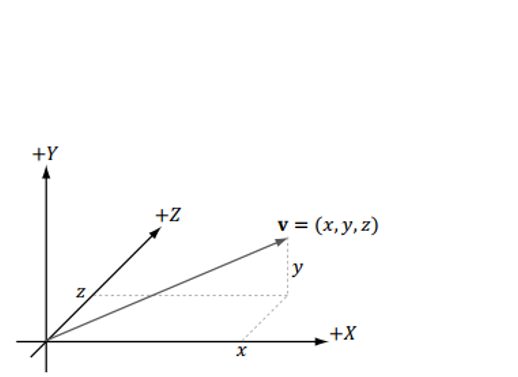 +Y
+Z
v = (x, y, z)
y
z
+X
x